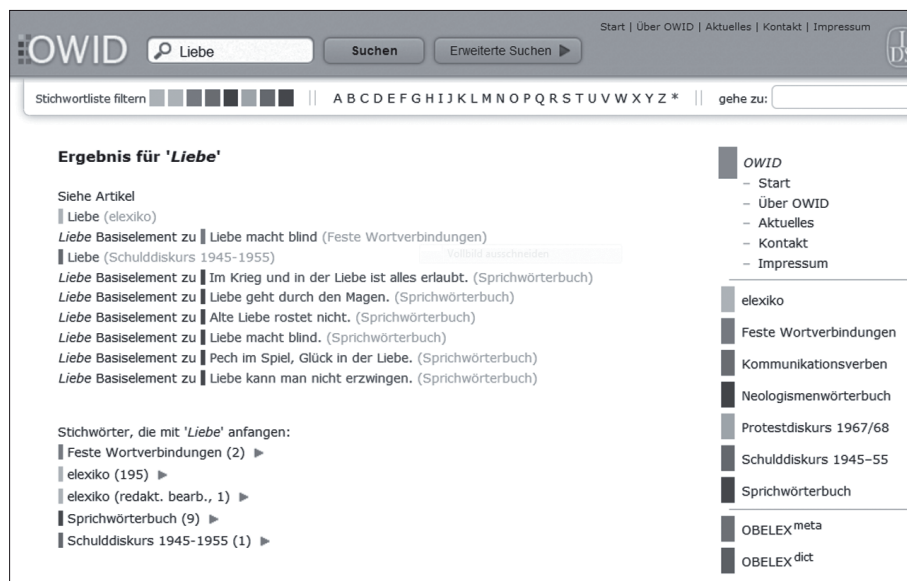 Start | Über OWID | Aktuelles | Kontakt | Impressum
OWID
Liebe
Suchen
Erweiterte Suchen
Stichwortliste filtern
A B C D E F G H I J K L M N O P Q R S T U V W X Y Z *
gehe zu:
Ergebnis für 'Liebe'
Siehe Artikel
Liebe (elexiko)
Liebe Basiselement zu Liebe macht blind (Feste Wortverbindungen)
Vollbild ausschneiden
Liebe (Schulddiskurs 1945-1955)
Liebe Basiselement zu Im Krieg und in der Liebe ist alles erlaubt. (Sprichwörterbuch)
Liebe Basiselement zu Liebe geht durch den Magen. (Sprichwörterbuch)
Liebe Basiselement zu Alte Liebe rostet nicht. (Sprichwörterbuch)
Liebe Basiselement zu Liebe macht blind. (Sprichwörterbuch)
Liebe Basiselement zu Pech im Spiel, Glück in der Liebe. (Sprichwörterbuch)
Liebe Basiselement zu Liebe kann man nicht erzwingen. (Sprichwörterbuch)
Stichwörter, die mit 'Liebe' anfangen:
Feste Wortverbindungen (2)
elexiko (195)
elexiko (redakt. bearb., 1)
Sprichwörterbuch (9)
Schulddiskurs 1945-1955 (1)
OWID
– Start
– Über OWID
– Aktuelles
– Kontakt
– Impressum
elexiko
Feste Wortverbindungen
Kommunikationsverben
Neologismenwörterbuch
Protestdiskurs 1967/68
Schulddiskurs 1945–55
Sprichwörterbuch
OBELEX meta
OBELEX dict